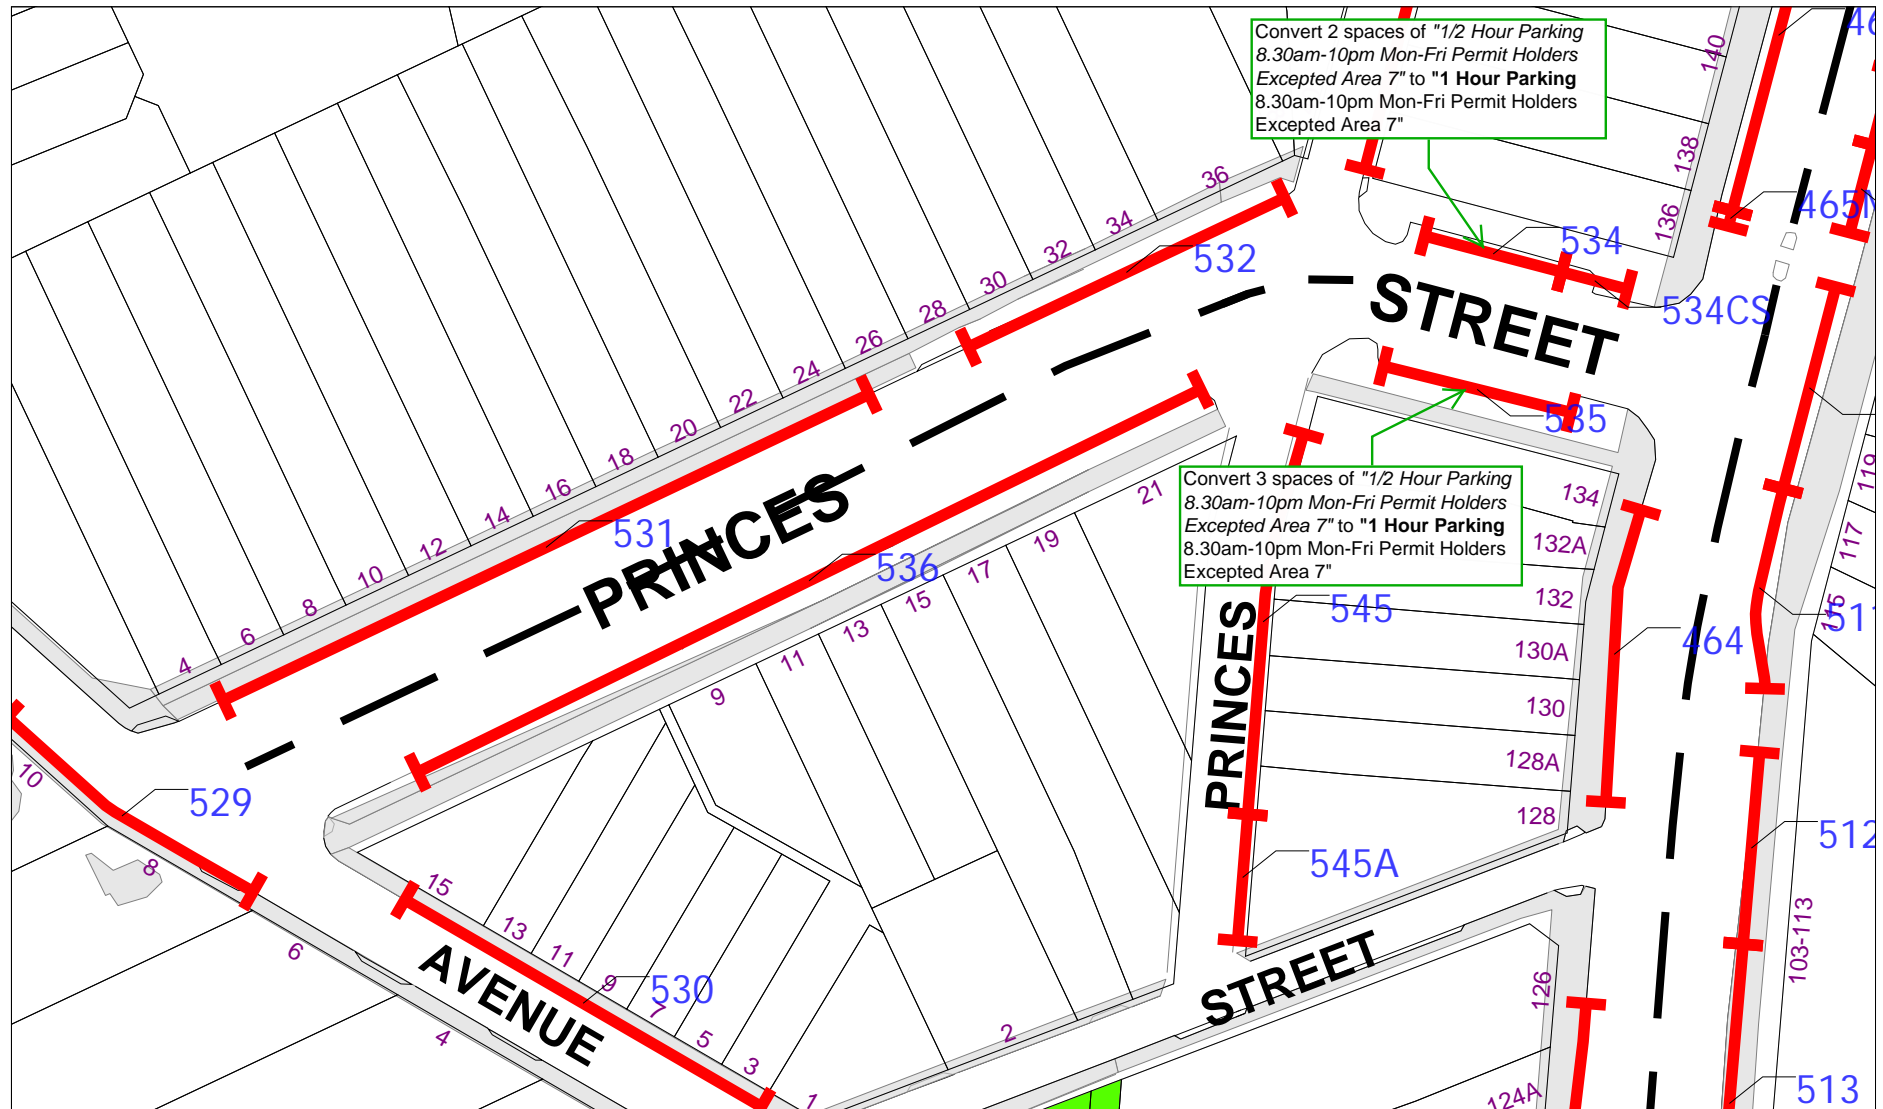 Convert 2 spaces of "1/2 Hour Parking
8.30am-10pm Mon-Fri Permit Holders
Excepted Area 7" to "1 Hour Parking
8.30am-10pm Mon-Fri Permit Holders
Excepted Area 7"
140
138
136
465
534
534CS
STREET
535
532
36
34
32
30
28
26
24
22
20
18
16
14
12
10
8
6
4
531
PRINCES
536
21
19
17
15
13
11
9
Convert 3 spaces of "1/2 Hour Parking
8.30am-10pm Mon-Fri Permit Holders
Excepted Area 7" to "1 Hour Parking
8.30am-10pm Mon-Fri Permit Holders
Excepted Area 7"
134
132A
132
130A
130
128A
128
119
117
115
545
PRINCES
464
545A
512
103-113
STREET
126
124A
513
10
529
8
6
4
AVENUE
15
13
11
9
7
5
3
1
530
2